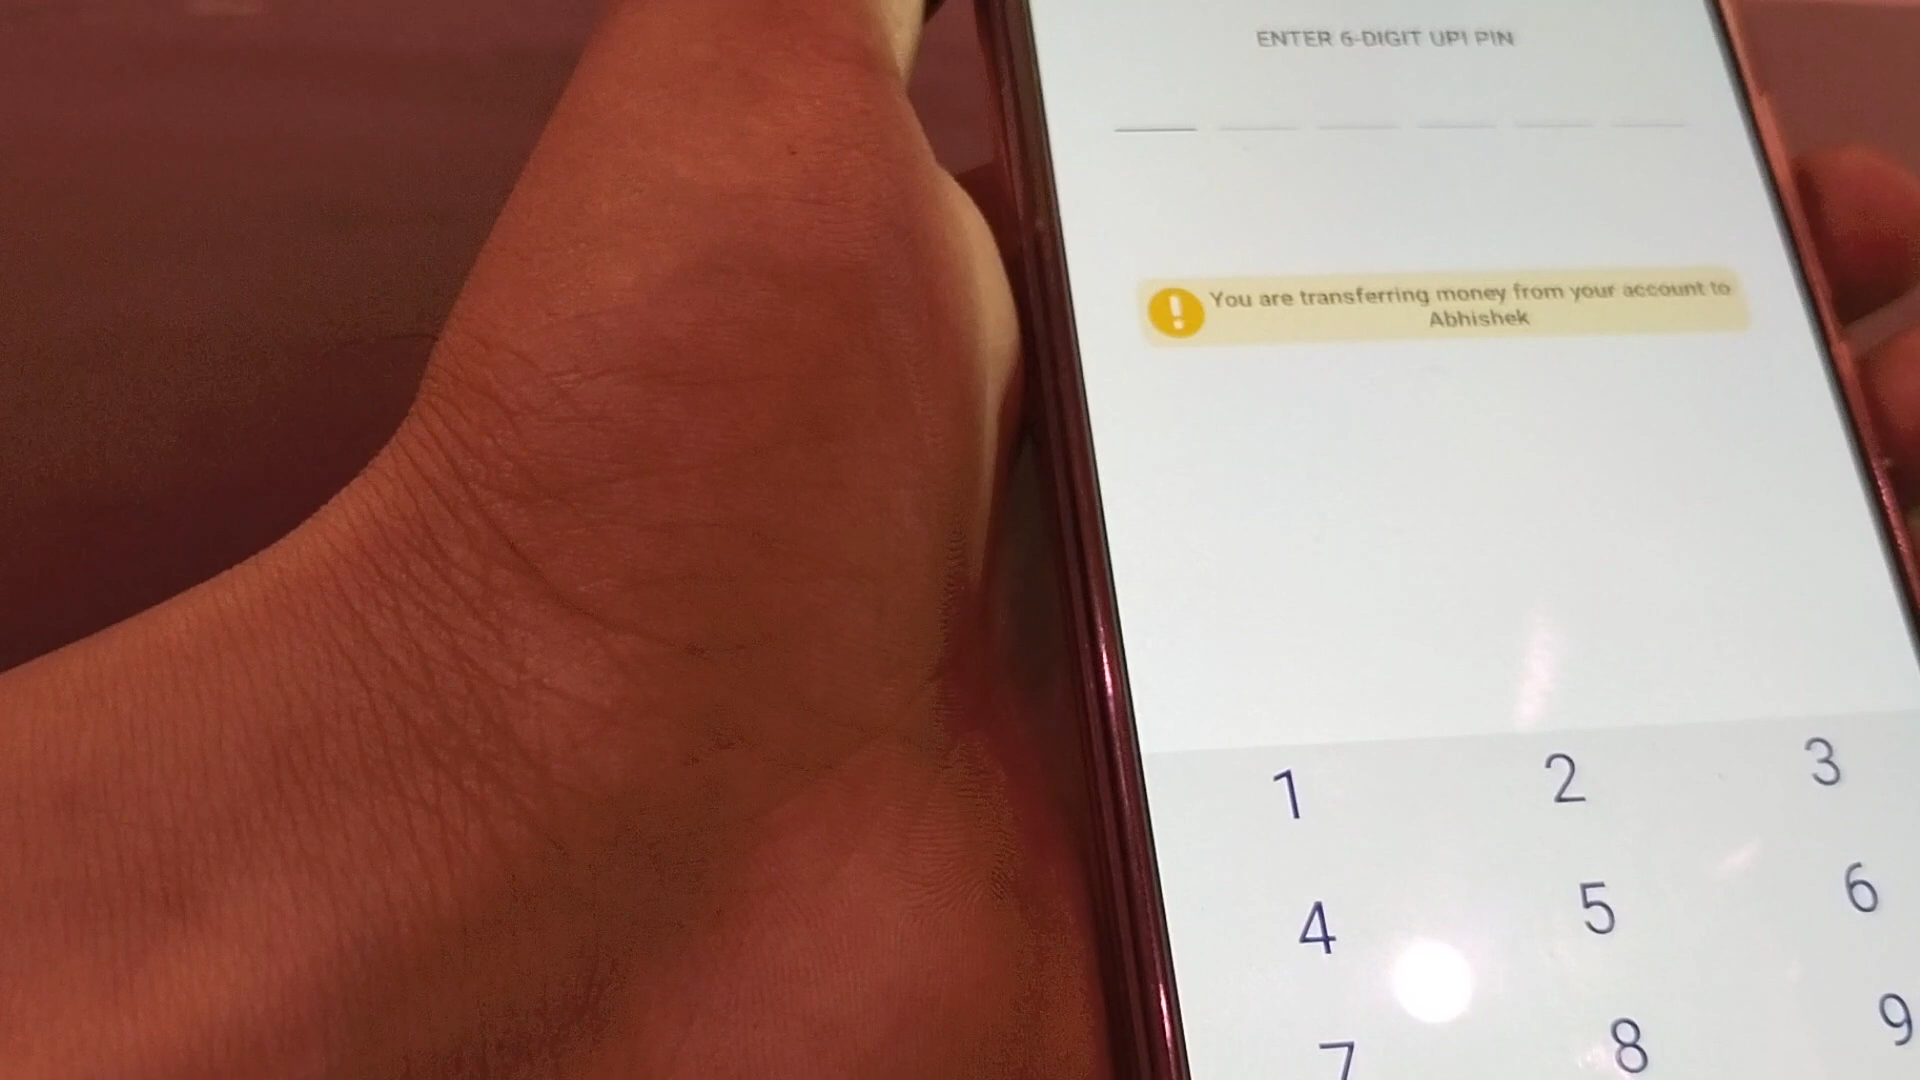 ENTER 6-DIGIT UPI PIN
You are transferring money from your account to
Abhishek
1 2 3
4 5 6
7 8 9